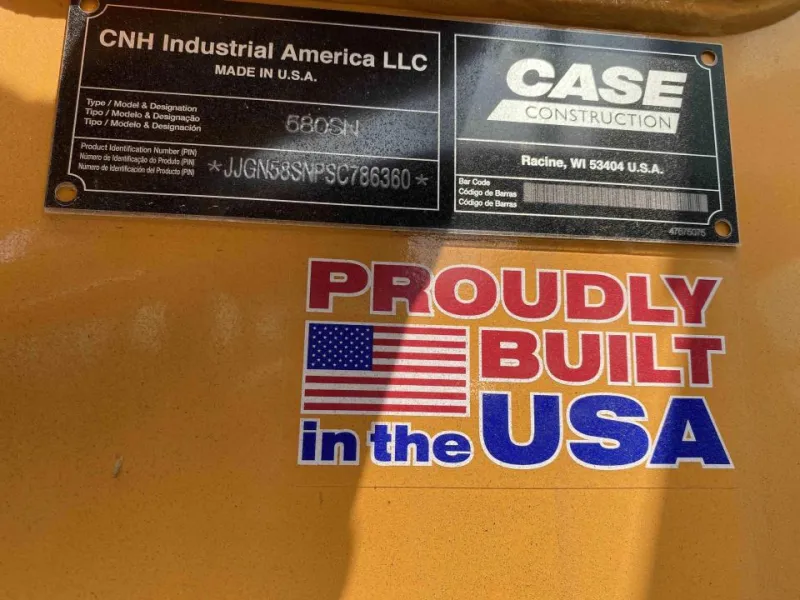 CNH Industrial America LLC
MADE IN U.S.A.
Type / Model & Designation
Tipo / Modelo & Designação
Tipo / Modelo & Designación
580SN
Product Identification Number (PIN)
Número de Identificação do Produto (PIN)
Número de Identificación del Producto (PIN)
*JJGN58SNPSC786360*
CASE
CONSTRUCTION
Racine, WI 53404 U.S.A.
Bar Code
Código de Barras
Código de Barras
47875075
PROUDLY
BUILT
in the USA